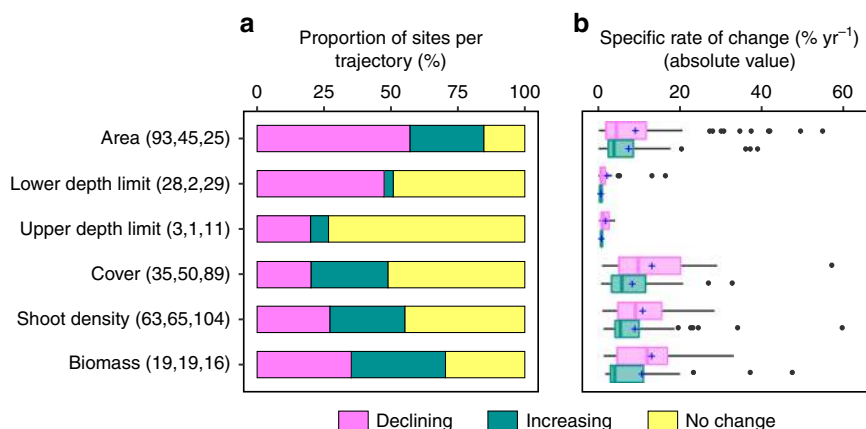 a
Proportion of sites per
trajectory (%)
0 25 50 75 100
b
Specific rate of change (% yr⁻¹)
(absolute value)
0 20 40 60
Area (93,45,25)
Lower depth limit (28,2,29)
Upper depth limit (3,1,11)
Cover (35,50,89)
Shoot density (63,65,104)
Biomass (19,19,16)
Declining Increasing No change